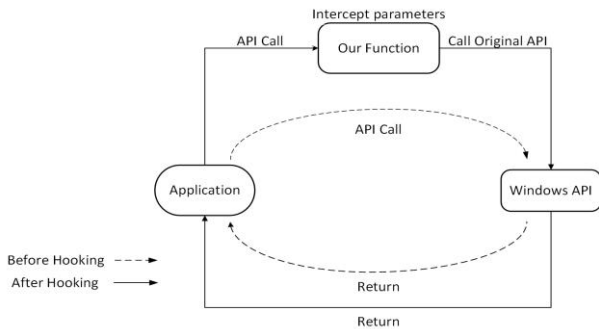 Intercept parameters
API Call
Our Function
Call Original API
API Call
Application
Windows API
Before Hooking
After Hooking
Return
Return